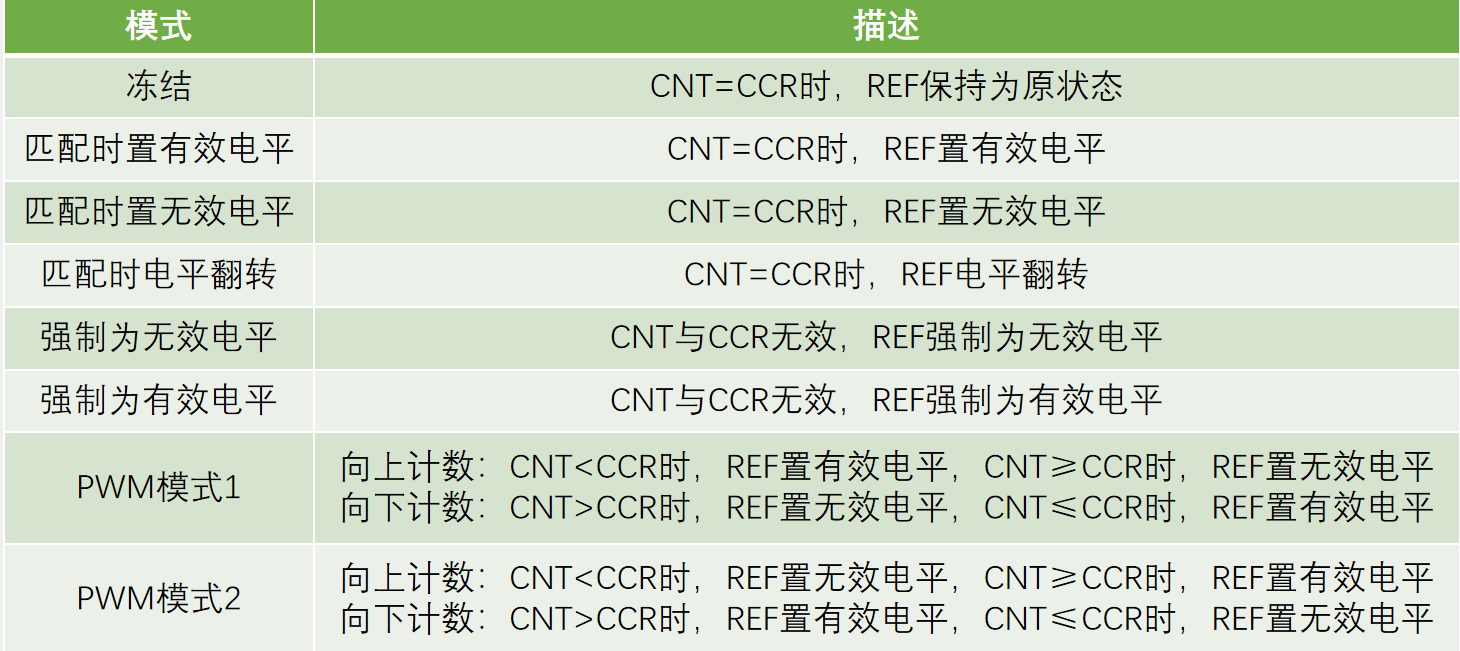 模式 描述
冻结 CNT=CCR时，REF保持为原状态
匹配时置有效电平 CNT=CCR时，REF置有效电平
匹配时置无效电平 CNT=CCR时，REF置无效电平
匹配时电平翻转 CNT=CCR时，REF电平翻转
强制为无效电平 CNT与CCR无效，REF强制为无效电平
强制为有效电平 CNT与CCR无效，REF强制为有效电平
PWM模式1
向上计数：CNT<CCR时，REF置有效电平，CNT≥CCR时，REF置无效电平
向下计数：CNT>CCR时，REF置无效电平，CNT≤CCR时，REF置有效电平
PWM模式2
向上计数：CNT<CCR时，REF置无效电平，CNT≥CCR时，REF置有效电平
向下计数：CNT>CCR时，REF置有效电平，CNT≤CCR时，REF置无效电平